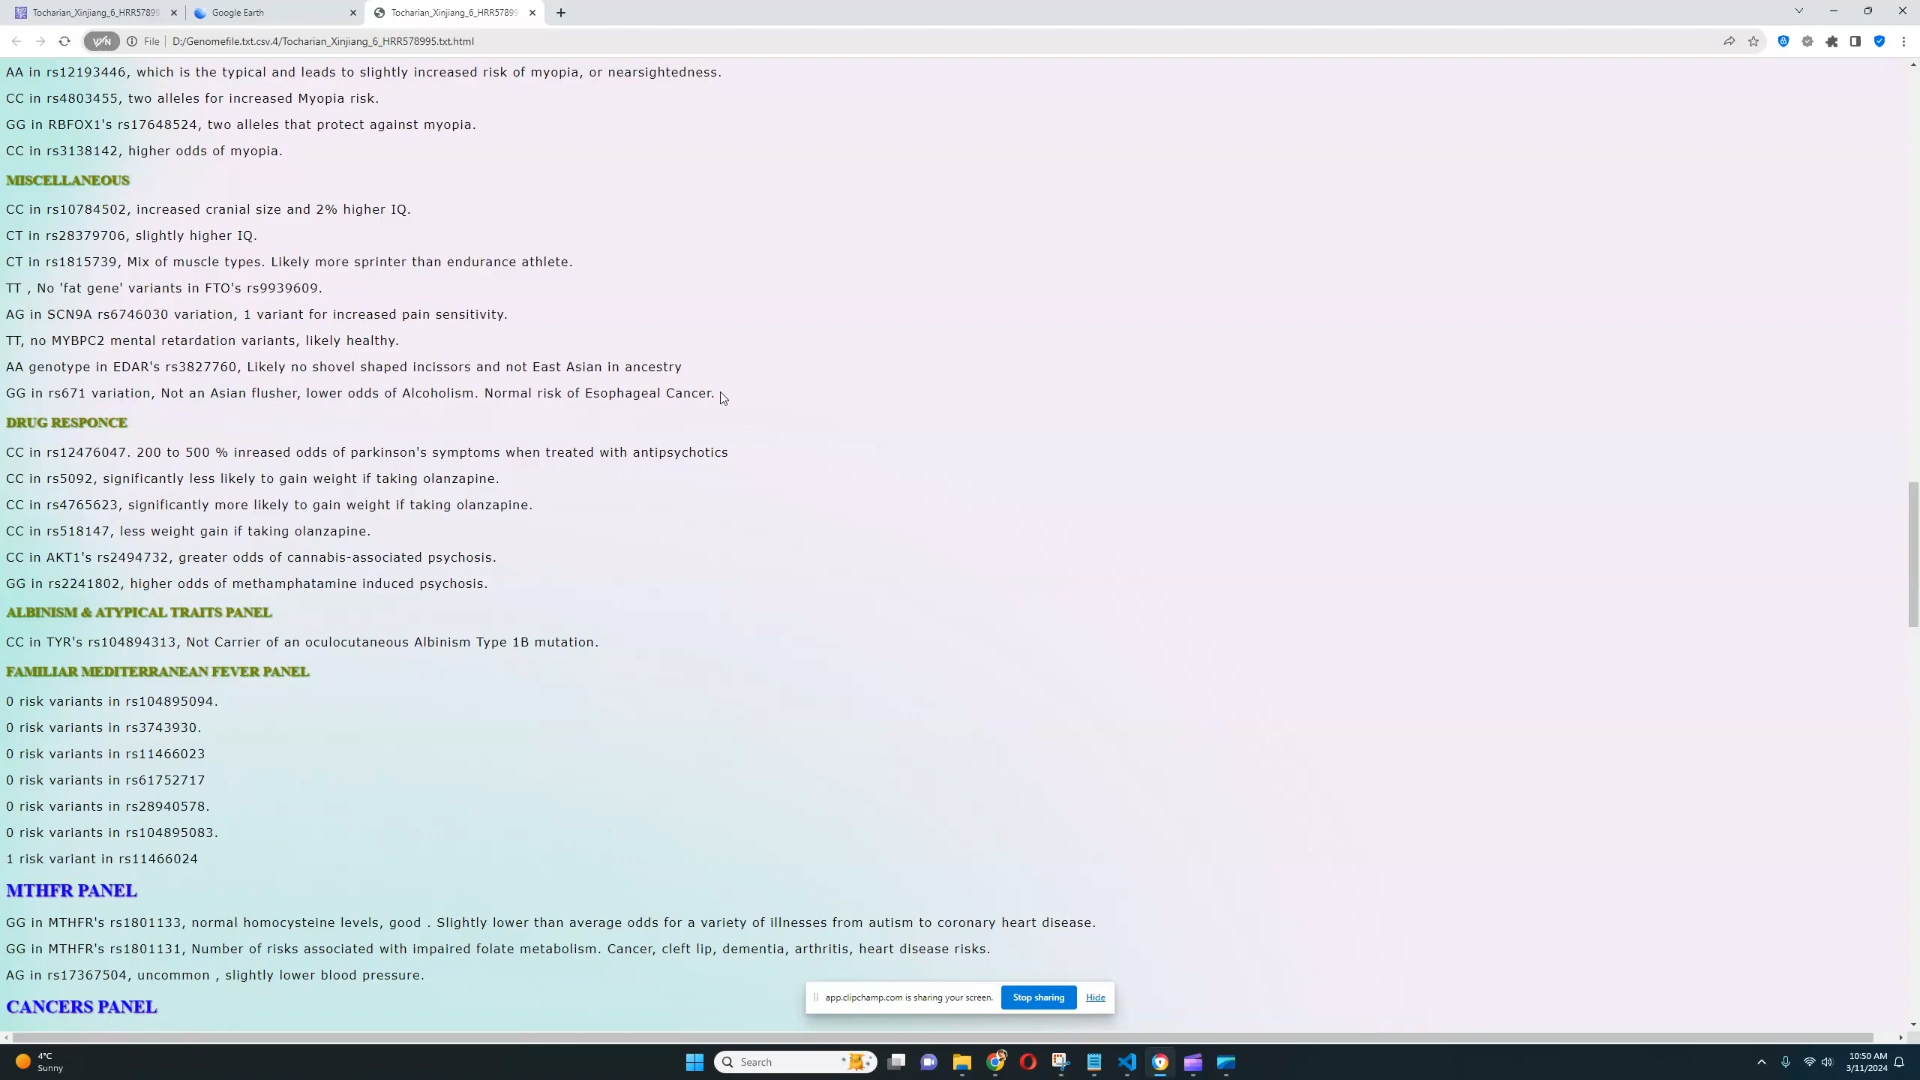 Tocharian_Xinjiang_6_HRR57899
Google Earth
Tocharian_Xinjiang_6_HRR57899
File
D:/Genomefile.txt.csv.4/Tocharian_Xinjiang_6_HRR578995.txt.html
AA in rs12193446, which is the typical and leads to slightly increased risk of myopia, or nearsightedness.
CC in rs4803455, two alleles for increased Myopia risk.
GG in RBFOX1's rs17648524, two alleles that protect against myopia.
CC in rs3138142, higher odds of myopia.
MISCELLANEOUS
CC in rs10784502, increased cranial size and 2% higher IQ.
CT in rs28379706, slightly higher IQ.
CT in rs1815739, Mix of muscle types. Likely more sprinter than endurance athlete.
TT , No 'fat gene' variants in FTO's rs9939609.
AG in SCN9A rs6746030 variation, 1 variant for increased pain sensitivity.
TT, no MYBPC2 mental retardation variants, likely healthy.
AA genotype in EDAR's rs3827760, Likely no shovel shaped incissors and not East Asian in ancestry
GG in rs671 variation, Not an Asian flusher, lower odds of Alcoholism. Normal risk of Esophageal Cancer.
DRUG RESPONCE
CC in rs12476047. 200 to 500 % inreased odds of parkinson's symptoms when treated with antipsychotics
CC in rs5092, significantly less likely to gain weight if taking olanzapine.
CC in rs4765623, significantly more likely to gain weight if taking olanzapine.
CC in rs518147, less weight gain if taking olanzapine.
CC in AKT1's rs2494732, greater odds of cannabis-associated psychosis.
GG in rs2241802, higher odds of methamphatamine induced psychosis.
ALBINISM & ATYPICAL TRAITS PANEL
CC in TYR's rs104894313, Not Carrier of an oculocutaneous Albinism Type 1B mutation.
FAMILIAR MEDITERRANEAN FEVER PANEL
0 risk variants in rs104895094.
0 risk variants in rs3743930.
0 risk variants in rs11466023
0 risk variants in rs61752717
0 risk variants in rs28940578.
0 risk variants in rs104895083.
1 risk variant in rs11466024
MTHFR PANEL
GG in MTHFR's rs1801133, normal homocysteine levels, good . Slightly lower than average odds for a variety of illnesses from autism to coronary heart disease.
GG in MTHFR's rs1801131, Number of risks associated with impaired folate metabolism. Cancer, cleft lip, dementia, arthritis, heart disease risks.
AG in rs17367504, uncommon , slightly lower blood pressure.
CANCERS PANEL
app.clipchamp.com is sharing your screen.
Stop sharing
Hide
4°C
Sunny
Search
10:50 AM
3/11/2024